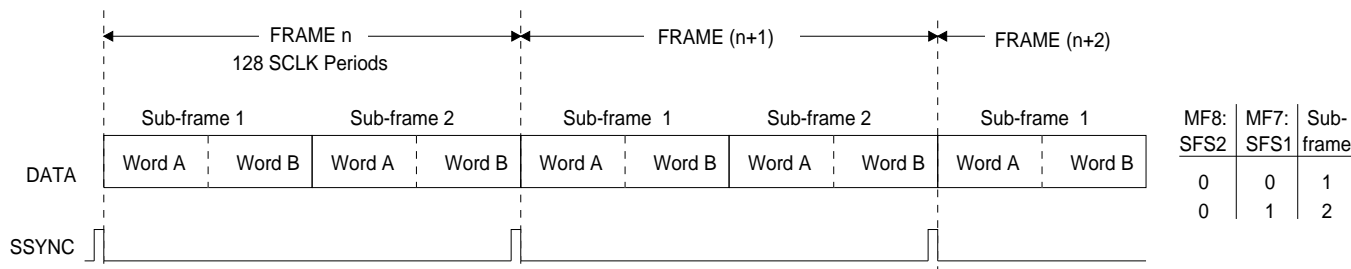 FRAME n
FRAME (n+1)
FRAME (n+2)
128 SCLK Periods
Sub-frame 1
Sub-frame 2
Sub-frame 1
Sub-frame 2
Sub-frame 1
DATA
Word A
Word B
Word A
Word B
Word A
Word B
Word A
Word B
Word A
Word B
SSYNC
MF8: MF7: Sub-
SFS2 SFS1 frame
0 0 1
0 1 2